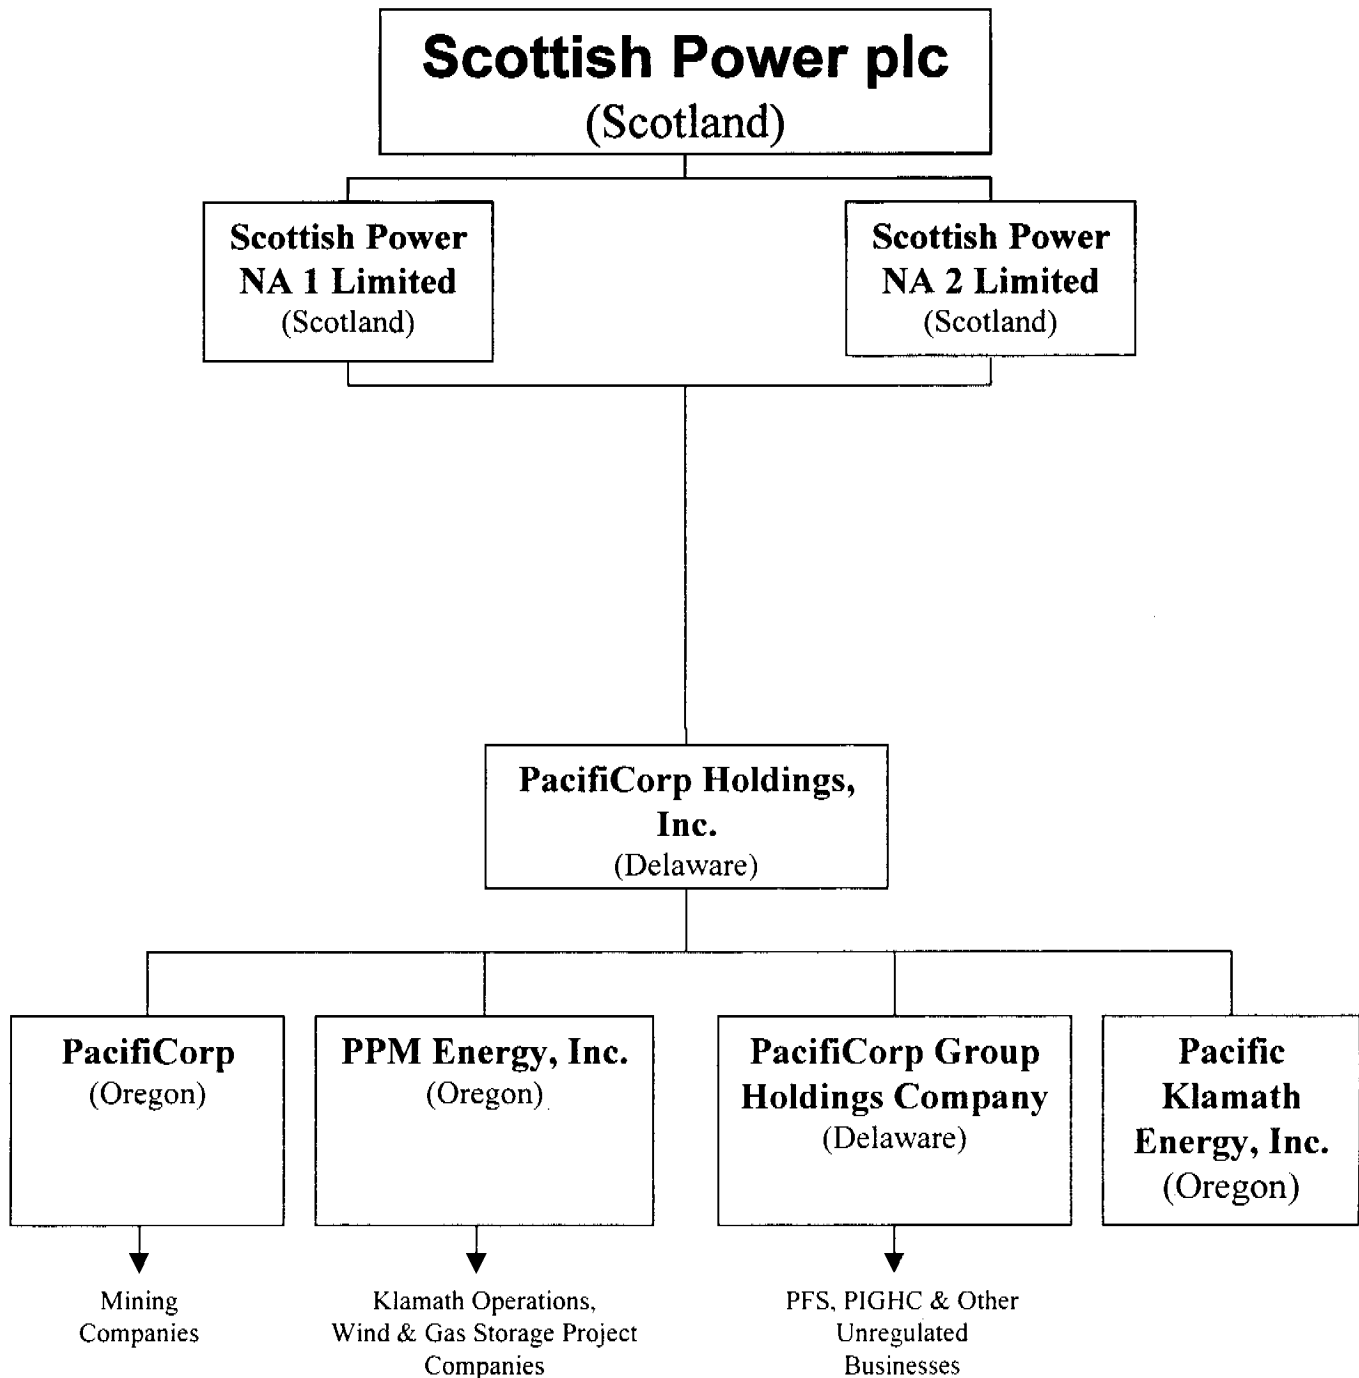 Scottish Power plc
(Scotland)
Scottish Power
NA 1 Limited
(Scotland)
Scottish Power
NA 2 Limited
(Scotland)
PacifiCorp Holdings,
Inc.
(Delaware)
PacifiCorp
(Oregon)
PPM Energy, Inc.
(Oregon)
PacifiCorp Group
Holdings Company
(Delaware)
Pacific
Klamath
Energy, Inc.
(Oregon)
Mining
Companies
Klamath Operations,
Wind & Gas Storage Project
Companies
PFS, PIGHC & Other
Unregulated
Businesses